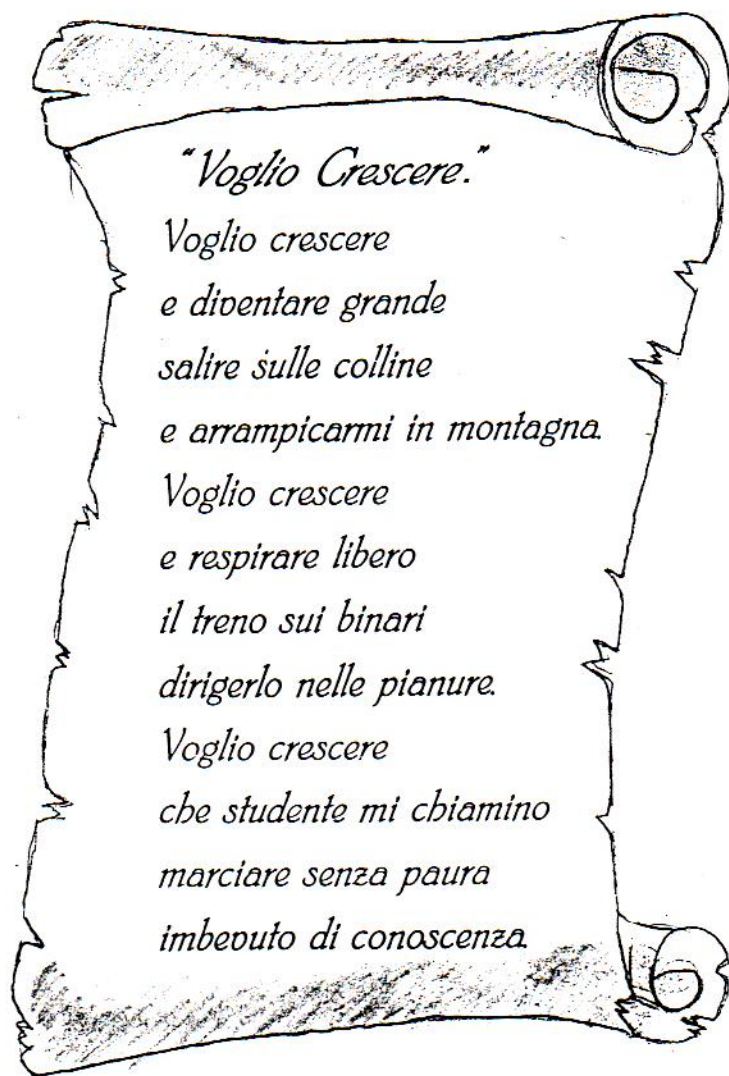 "Voglio Crescere."
Voglio crescere
e diventare grande
salire sulle colline
e arrampicarmi in montagna.
Voglio crescere
e respirare libero
il treno sui binari
dirigerlo nelle pianure.
Voglio crescere
che studente mi chiamino
marciare senza paura
imbevuto di conoscenza.